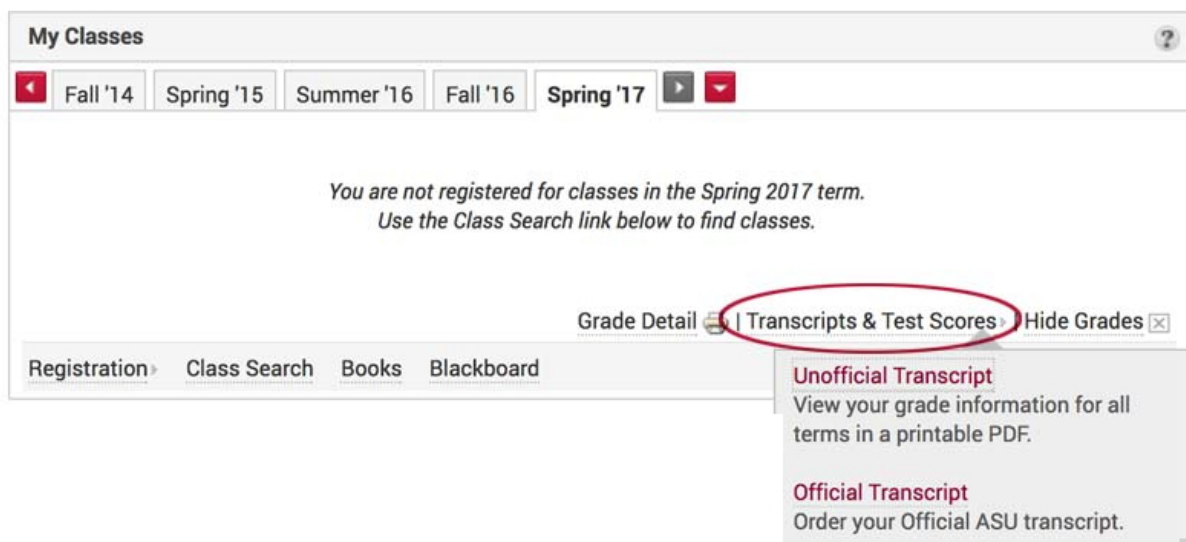 My Classes ?
Fall '14 Spring '15 Summer '16 Fall '16 Spring '17
You are not registered for classes in the Spring 2017 term.
Use the Class Search link below to find classes.
Grade Detail | Transcripts & Test Scores | Hide Grades
Registration Class Search Books Blackboard
Unofficial Transcript
View your grade information for all
terms in a printable PDF.
Official Transcript
Order your Official ASU transcript.